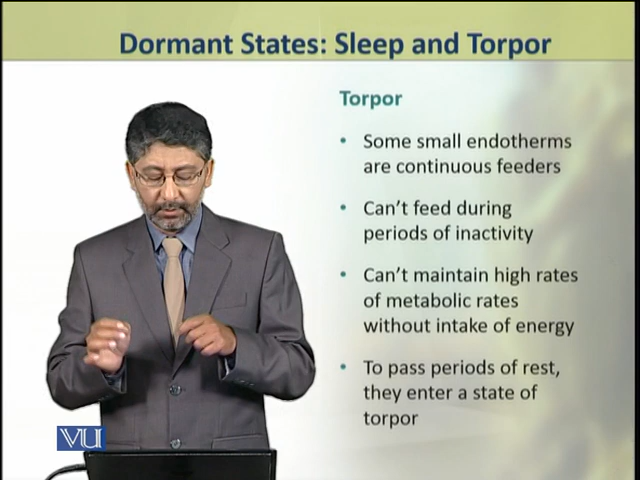 Dormant States: Sleep and Torpor
Torpor
• Some small endotherms
are continuous feeders
• Can't feed during
periods of inactivity
• Can't maintain high rates
of metabolic rates
without intake of energy
• To pass periods of rest,
they enter a state of
torpor
VU